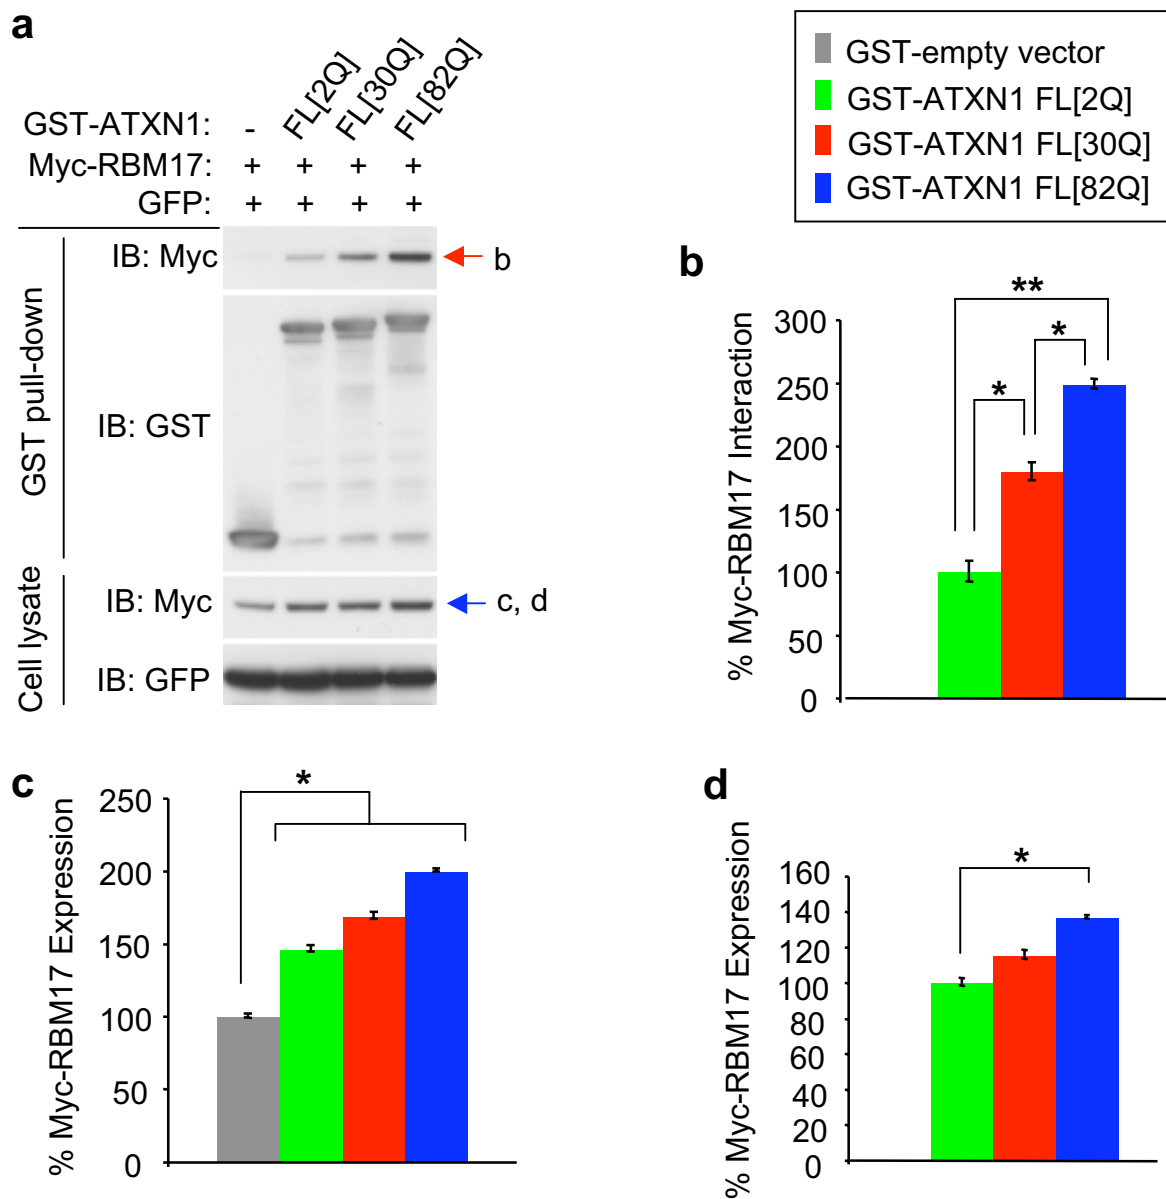 a
GST-ATXN1: - FL[2Q] FL[30Q] FL[82Q]
Myc-RBM17: + + + +
GFP: + + + +
GST pull-down
IB: Myc
b
IB: GST
Cell lysate
IB: Myc
c, d
IB: GFP
GST-empty vector
GST-ATXN1 FL[2Q]
GST-ATXN1 FL[30Q]
GST-ATXN1 FL[82Q]
b
% Myc-RBM17 Interaction
300
250
200
150
100
50
0
**
*
*
c
% Myc-RBM17 Expression
250
200
150
100
50
0
*
d
% Myc-RBM17 Expression
160
140
120
100
80
60
40
20
0
*